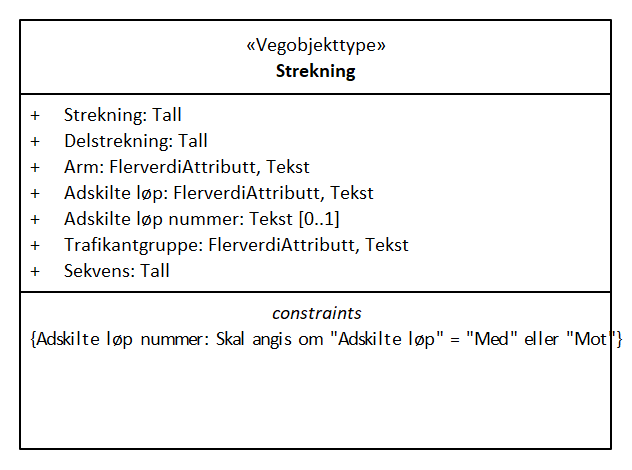 «Vegobjekttype»
Strekning
+ Strekning: Tall
+ Delstrekning: Tall
+ Arm: FlerverdiAttributt, Tekst
+ Adskilte løp: FlerverdiAttributt, Tekst
+ Adskilte løp nummer: Tekst [0..1]
+ Trafikantgruppe: FlerverdiAttributt, Tekst
+ Sekvens: Tall
constraints
{Adskilte løp nummer: Skal angis om "Adskilte løp" = "Med" eller "Mot"}